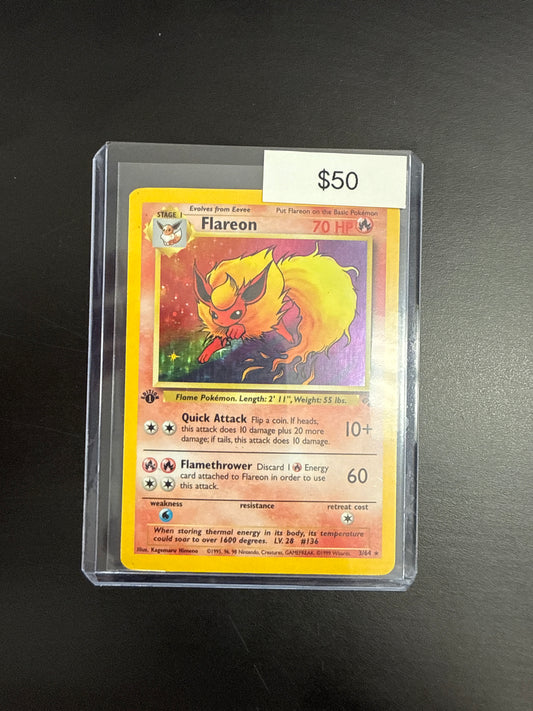 $50
Evolves from Eevee
Put Flareon on the Basic Pokémon
STAGE 1
Flareon
70 HP
Flame Pokémon. Length: 2' 11", Weight: 55 lbs.
EDITION
1
Quick Attack Flip a coin. If heads,
this attack does 10 damage plus 20 more
damage; if tails, this attack does 10 damage.
10+
Flamethrower Discard 1 Energy
card attached to Flareon in order to use
this attack.
60
weakness
resistance
retreat cost
When storing thermal energy in its body, its temperature
could soar to over 1600 degrees. LV. 28 #136
Illus. Kagemaru Himeno
©1995, 96, 98 Nintendo, Creatures, GAMEFREAK. ©1999 Wizards.
3/64